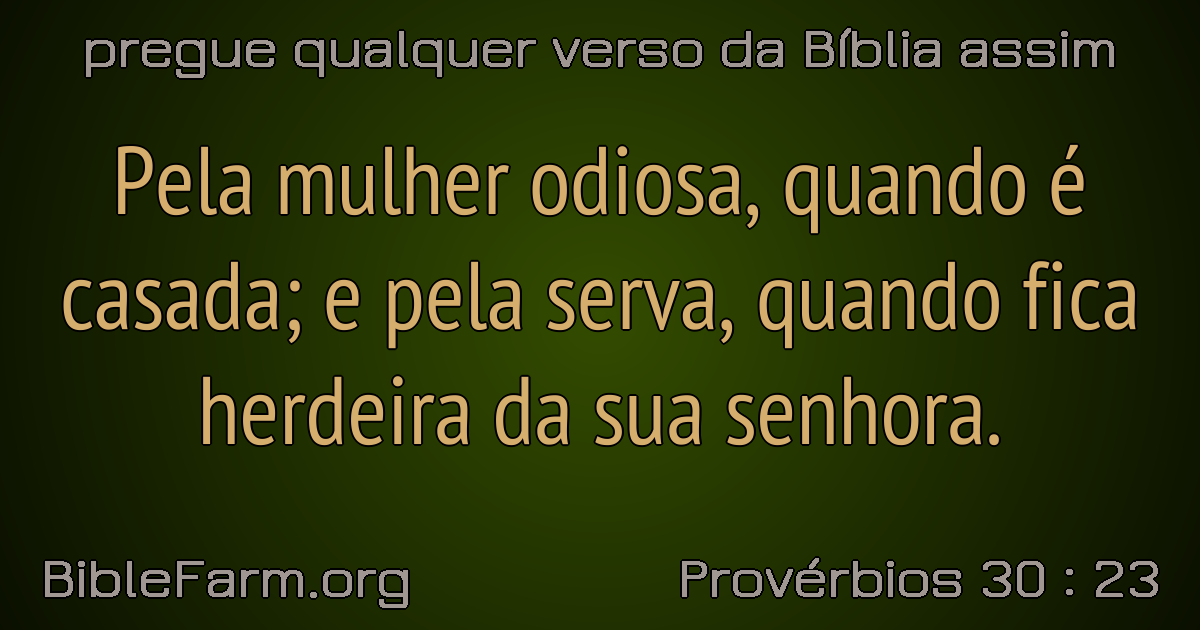 pregue qualquer verso da Bíblia assim
Pela mulher odiosa, quando é
casada; e pela serva, quando fica
herdeira da sua senhora.
BibleFarm.org
Provérbios 30 : 23